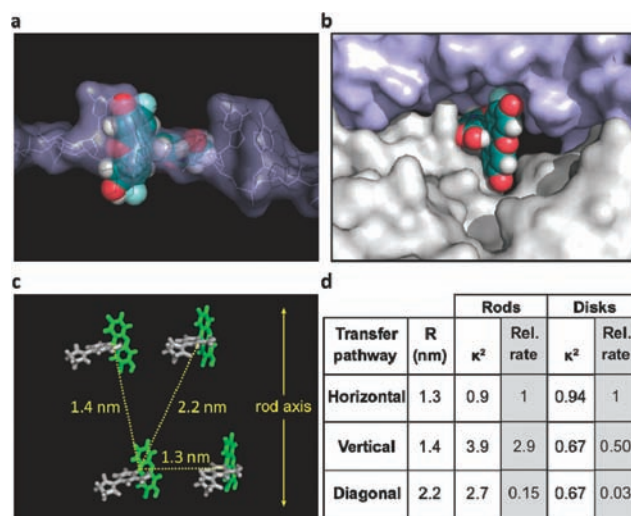 a
b
c
1.4 nm
2.2 nm
1.3 nm
rod axis
d
Rods Disks
Transfer pathway R (nm) κ² Rel. rate κ² Rel. rate
Horizontal 1.3 0.9 1 0.94 1
Vertical 1.4 3.9 2.9 0.67 0.50
Diagonal 2.2 2.7 0.15 0.67 0.03